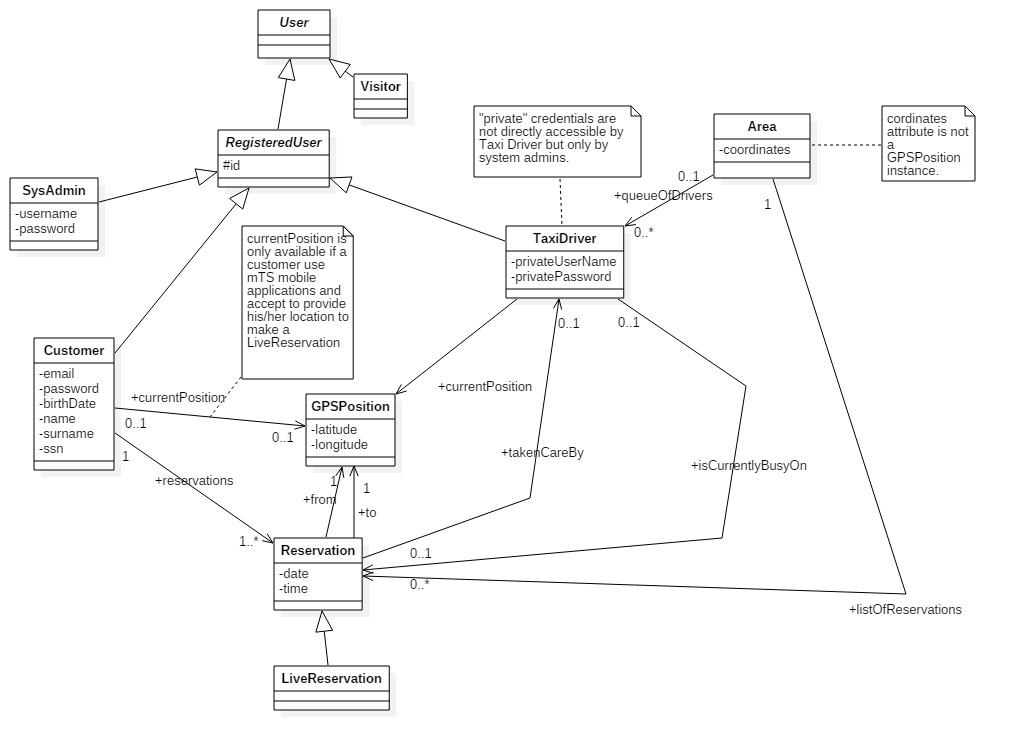 User
Visitor
RegisteredUser
#id
"private" credentials are
not directly accessible by
Taxi Driver but only by
system admins.
Area
-coordinates
cordinates
attribute is not
a
GPSPosition
instance.
SysAdmin
-username
-password
0..1
+queueOfDrivers
0..*
1
TaxiDriver
-privateUserName
-privatePassword
currentPosition is
only available if a
customer use
mTS mobile
applications and
accept to provide
his/her location to
make a
LiveReservation
0..1
0..1
Customer
-email
-password
-birthDate
-name
-surname
-ssn
+currentPosition
0..1
0..1
1
GPSPosition
-latitude
-longitude
+currentPosition
+takenCareBy
+isCurrentlyBusyOn
+reservations
1..*
1
+from
1
+to
Reservation
-date
-time
0..1
0..*
+listOfReservations
LiveReservation